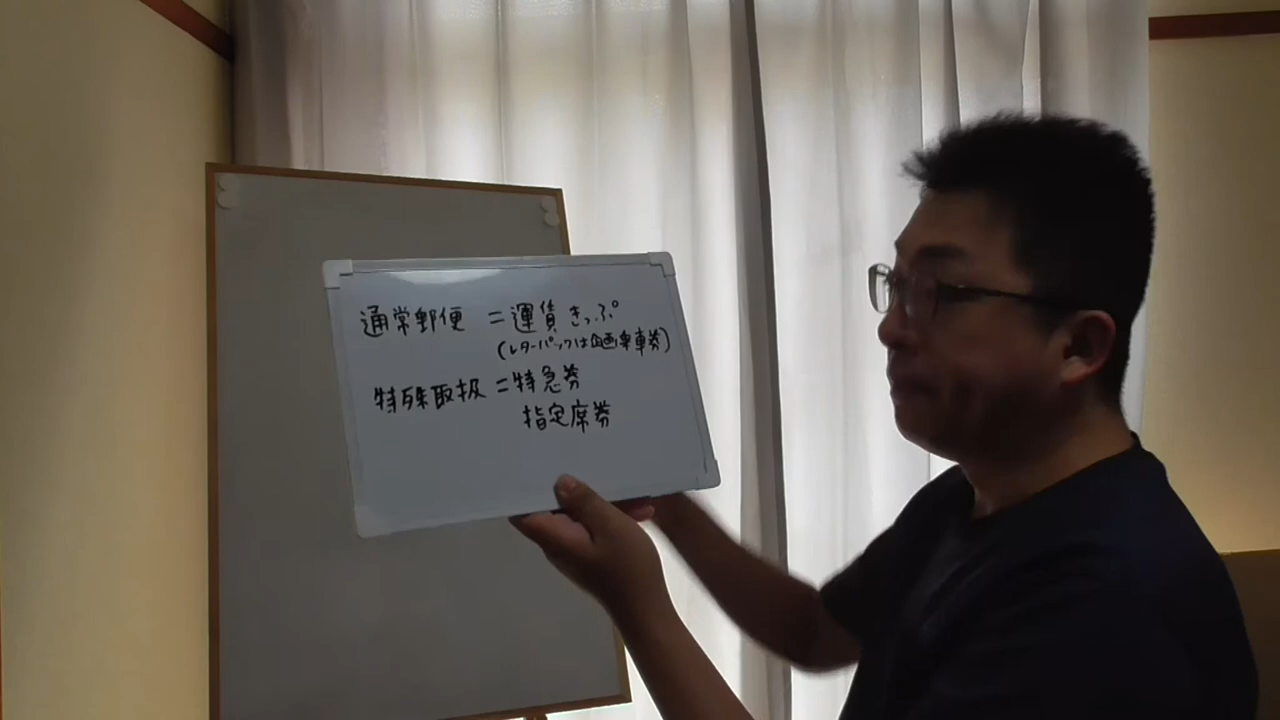 通常郵便 = 運賃きっぷ
(レターパックは企画乗車券)
特殊取扱 = 特急券
指定席券